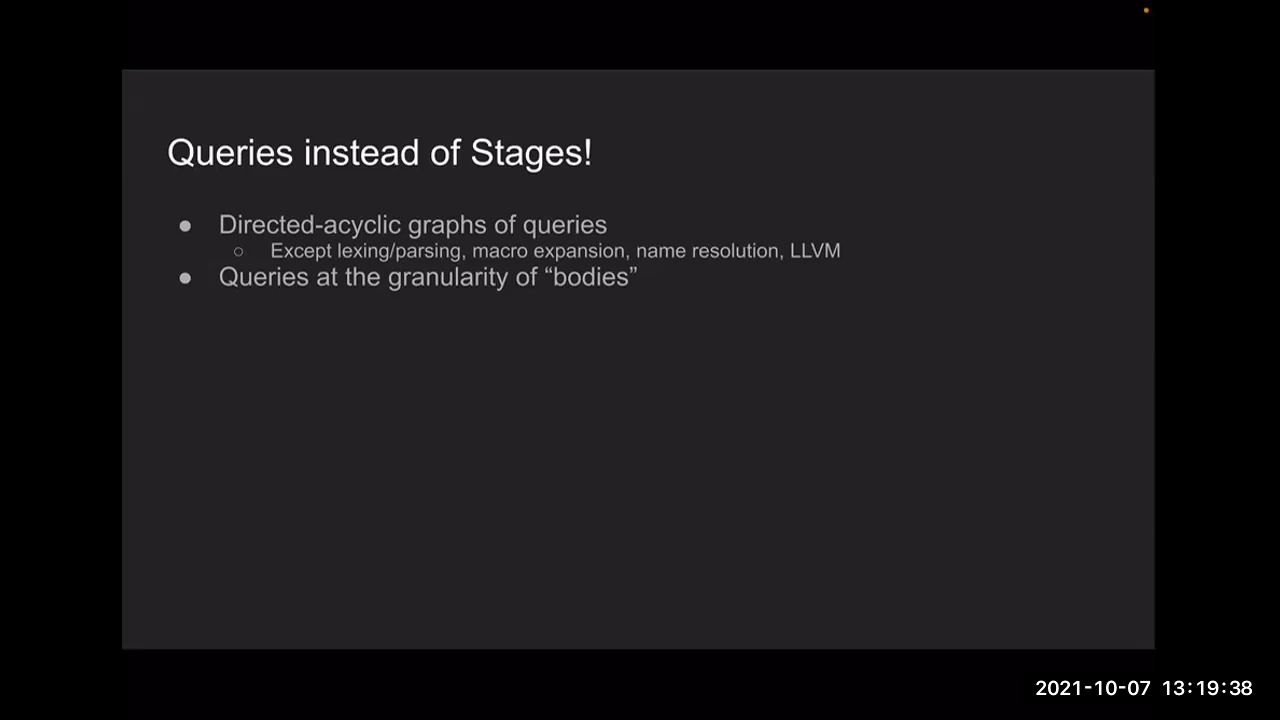 Queries instead of Stages!
● Directed-acyclic graphs of queries
○ Except lexing/parsing, macro expansion, name resolution, LLVM
● Queries at the granularity of “bodies”
2021-10-07 13:19:38